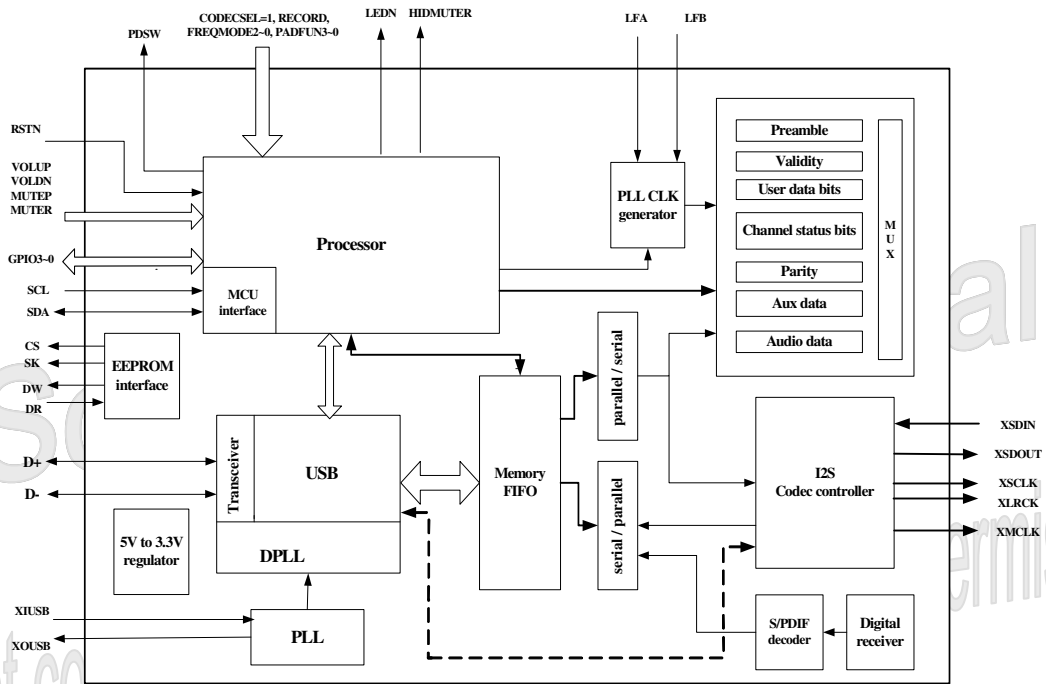 CODECSEL=1, RECORD,
FREQMODE2~0, PADFUN3~0
LEDN
HIDMUTER
LFA
LFB
PDSW
RSTN
VOLUP
VOLDN
MUTEP
MUTER
GPIO3~0
SCL
SDA
CS
SK
DW
DR
D+
D-
XIUSB
XOUSB
Processor
MCU
interface
EEPROM
interface
Transceiver
USB
DPLL
5V to 3.3V
regulator
PLL
Memory
FIFO
parallel / serial
serial / parallel
PLL CLK
generator
Preamble
Validity
User data bits
Channel status bits
Parity
Aux data
Audio data
M
U
X
I2S
Codec controller
S/PDIF
decoder
Digital
receiver
XSDIN
XSDOUT
XSCLK
XLRCK
XMCLK